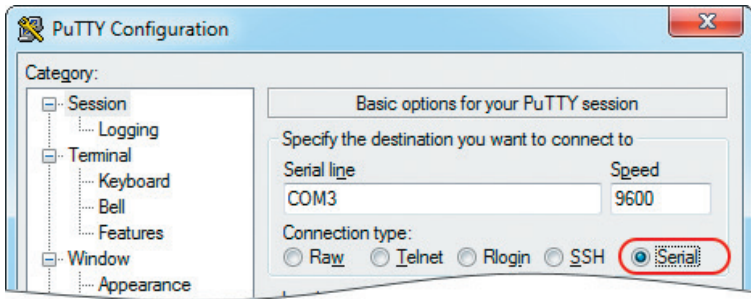 PuTTY Configuration
Category:
Session
Logging
Terminal
Keyboard
Bell
Features
Window
Appearance
Basic options for your PuTTY session
Specify the destination you want to connect to
Serial line Speed
COM3 9600
Connection type:
Raw Telnet Rlogin SSH Serial